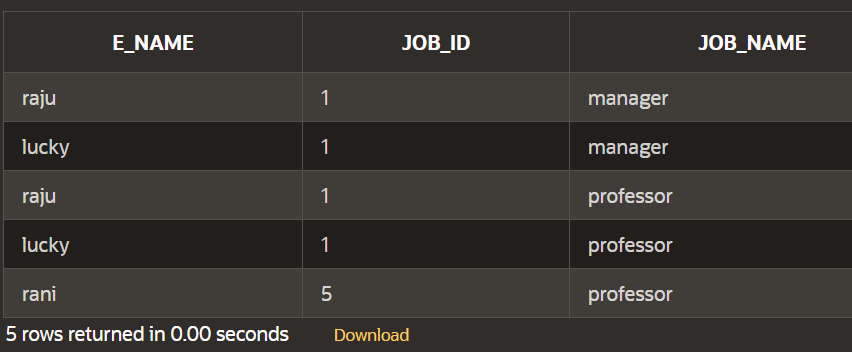 E_NAME JOB_ID JOB_NAME
raju 1 manager
lucky 1 manager
raju 1 professor
lucky 1 professor
rani 5 professor
5 rows returned in 0.00 seconds Download